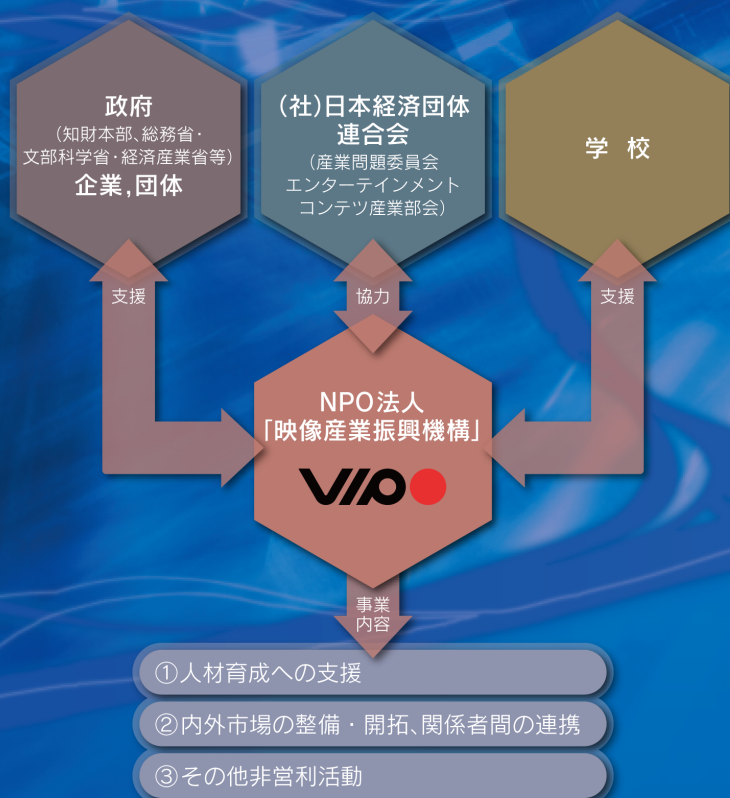 政府
（知財本部、総務省・
文部科学省・経済産業省等）
企業，団体
（社）日本経済団体
連合会
（産業問題委員会
エンターテインメント
コンテツ産業部会）
学 校
支援
協力
支援
NPO法人
「映像産業振興機構」
VIPO
事業
内容
①人材育成への支援
②内外市場の整備・開拓、関係者間の連携
③その他非営利活動